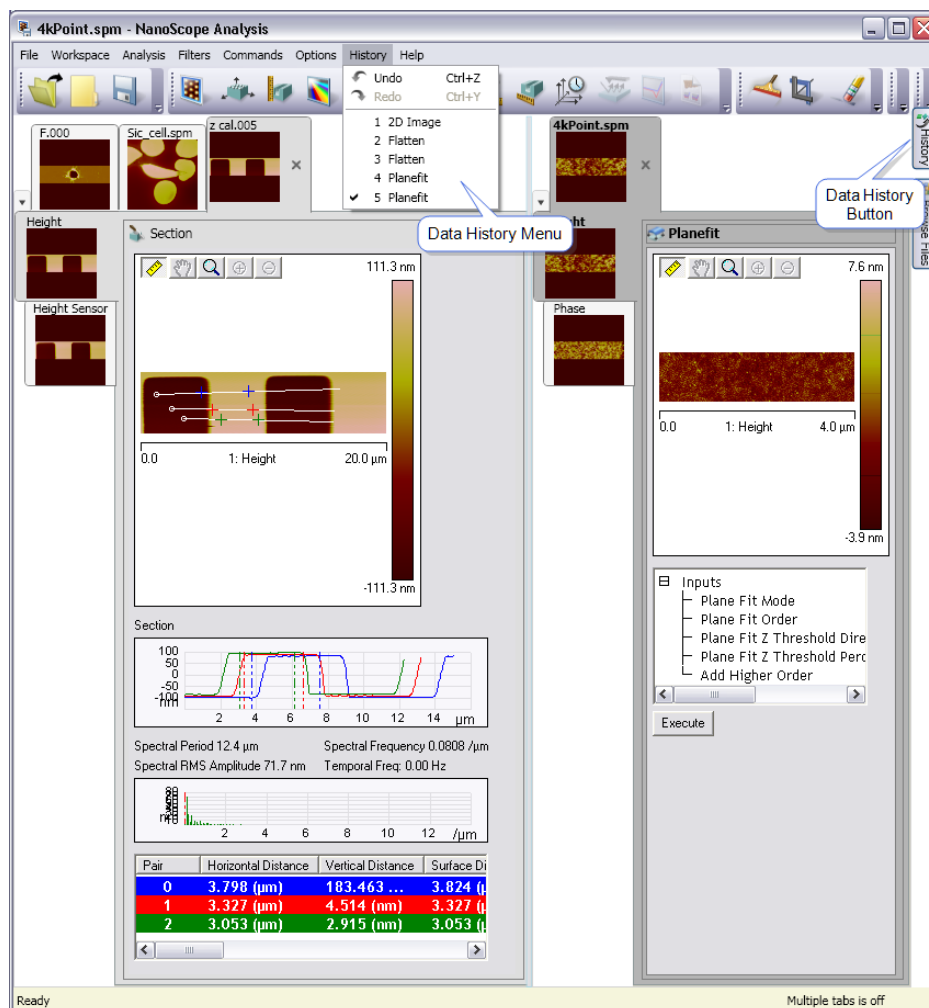 4kPoint.spm - NanoScope Analysis
File Workspace Analysis Filters Commands Options History Help
Undo Ctrl+Z
Redo Ctrl+Y
1 2D Image
2 Flatten
3 Flatten
4 Planefit
5 Planefit
F.000
Sic_cell.spm
z cal.005
4kPoint.spm
History
Browse Files
Data History
Button
Data History Menu
Height
Height Sensor
Section
111.3 nm
0.0 1: Height 20.0 µm
-111.3 nm
Section
100
50
0
-50
-100
nm
2 4 6 8 10 12 14 µm
Spectral Period 12.4 µm Spectral Frequency 0.0808 /µm
Spectral RMS Amplitude 71.7 nm Temporal Freq: 0.00 Hz
2 4 6 8 10 12 /µm
Pair Horizontal Distance Vertical Distance Surface Di
0 3.798 (µm) 183.463 ... 3.824 (µ
1 3.327 (µm) 4.514 (nm) 3.327 (µ
2 3.053 (µm) 2.915 (nm) 3.053 (µ
ht
Phase
Planefit
7.6 nm
0.0 1: Height 4.0 µm
-3.9 nm
Inputs
Plane Fit Mode
Plane Fit Order
Plane Fit Z Threshold Dire
Plane Fit Z Threshold Perc
Add Higher Order
Execute
Ready Multiple tabs is off